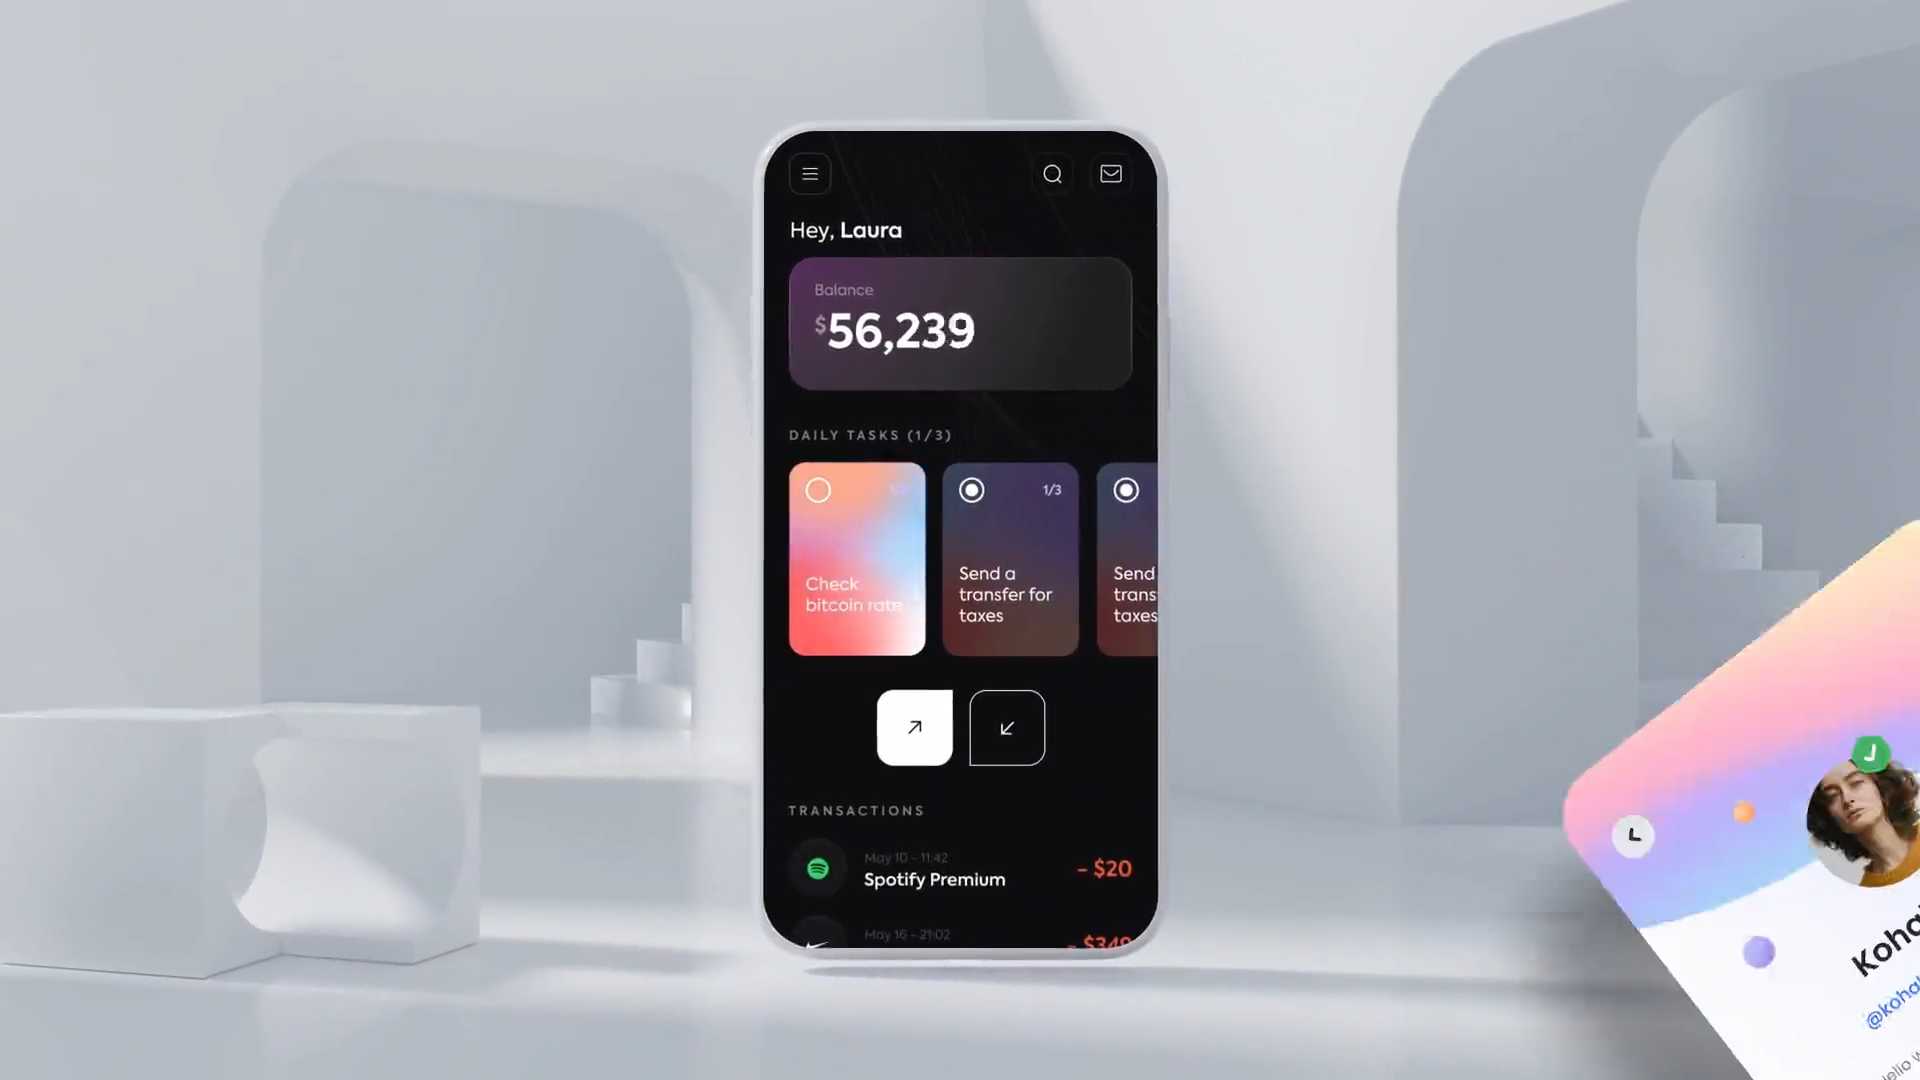 Hey, Laura
Balance
$56,239
DAILY TASKS (1/3)
1/3
Check
bitcoin rate
Send a
transfer for
taxes
Send
trans
taxes
TRANSACTIONS
May 10 - 11:42
Spotify Premium
- $20
May 16 - 21:02
- $349
Koha
@koha